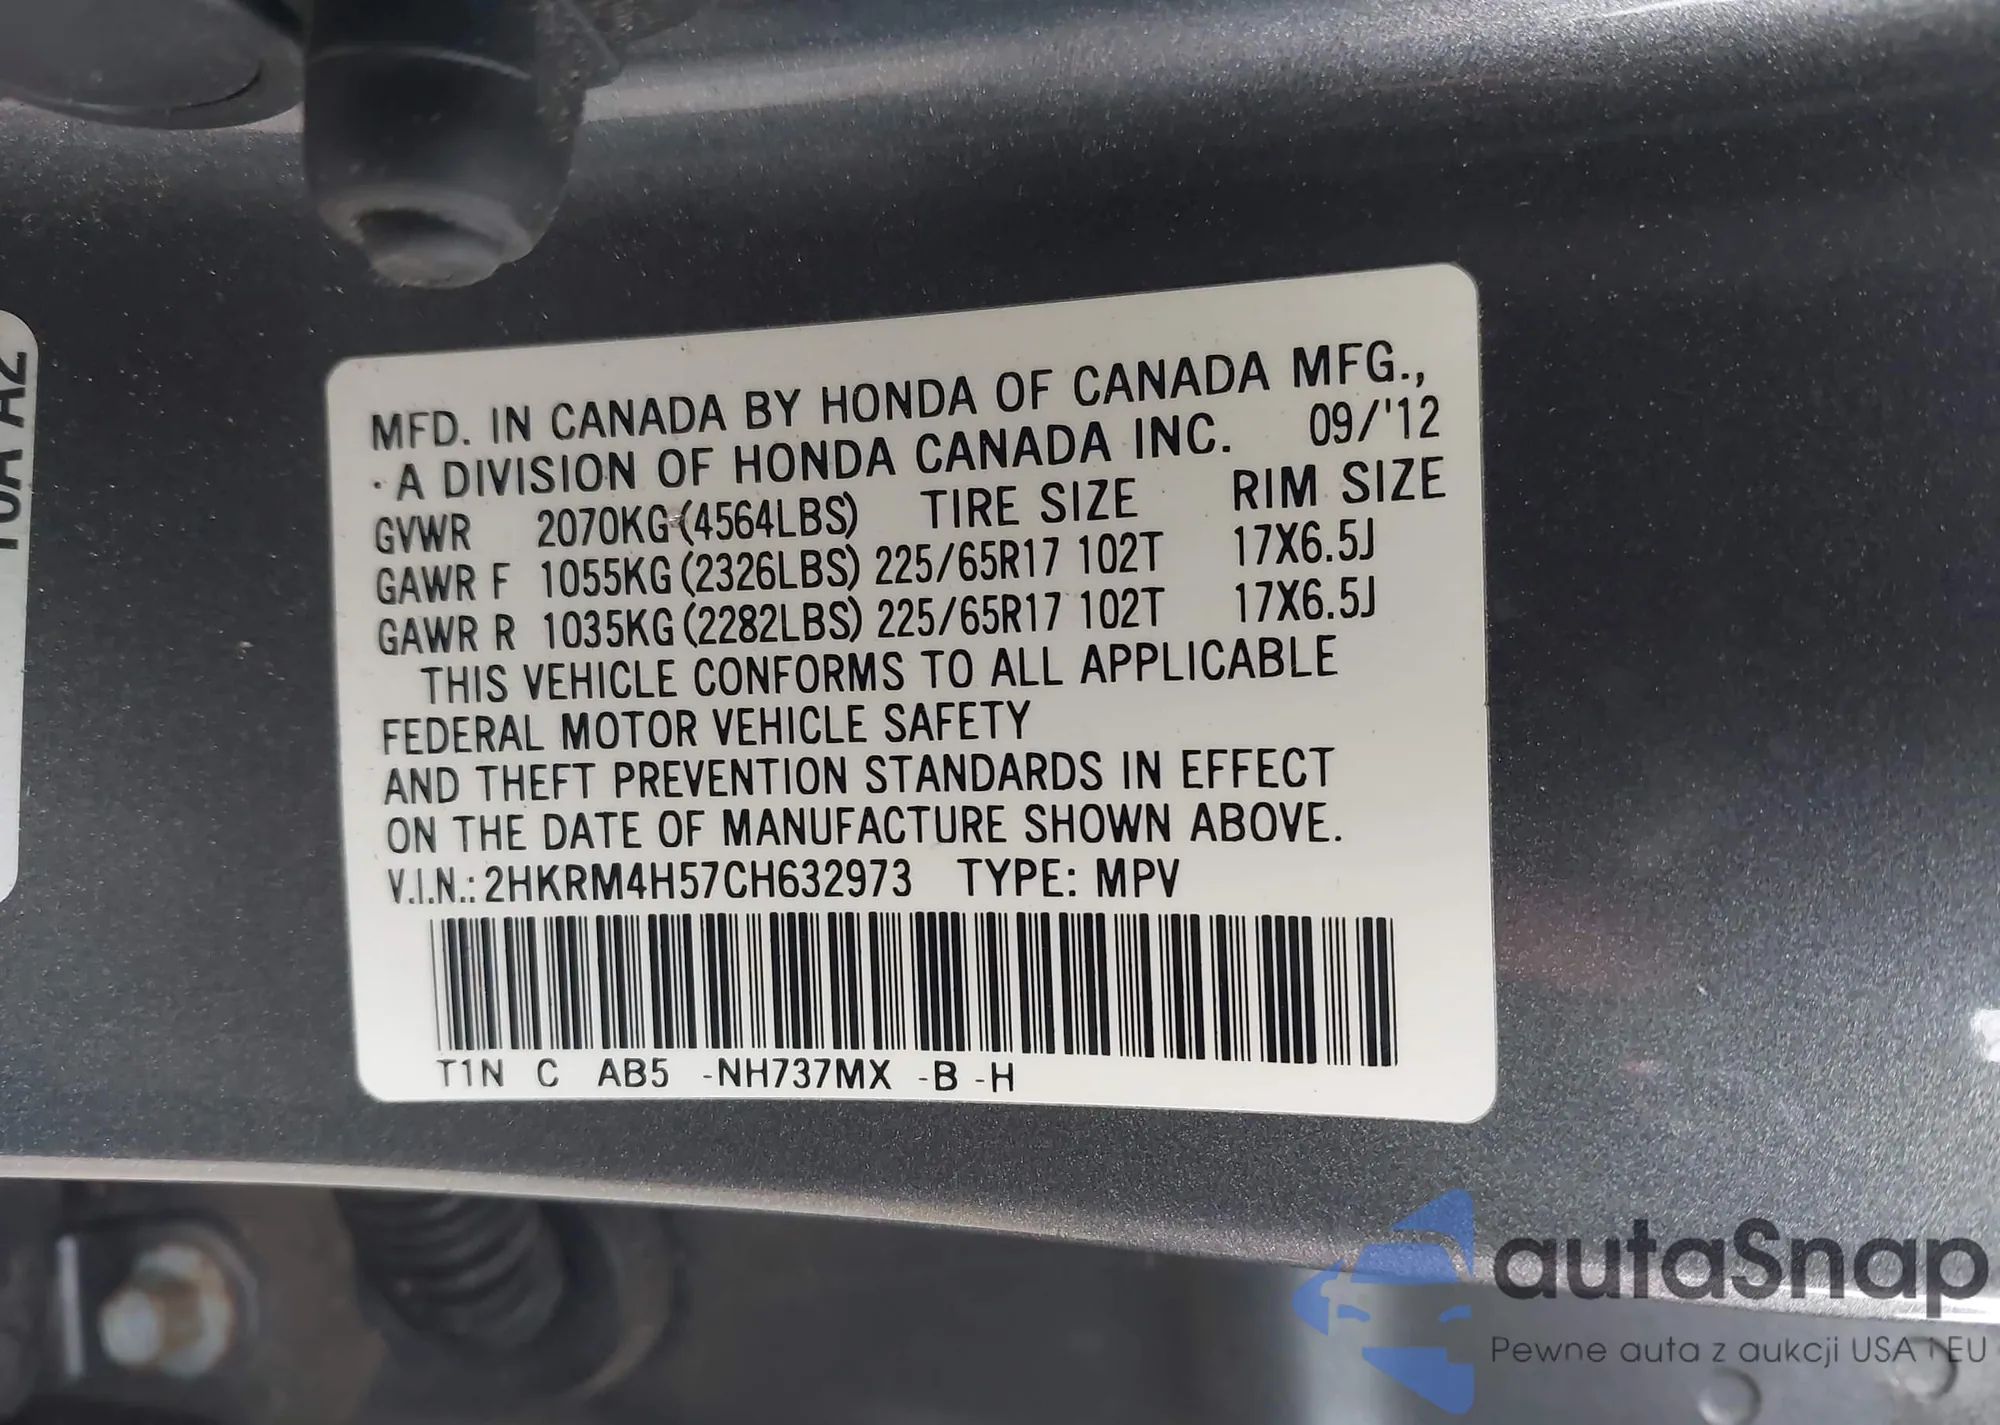 10A A2
MFD. IN CANADA BY HONDA OF CANADA MFG.,
A DIVISION OF HONDA CANADA INC. 09/'12
GVWR 2070KG (4564LBS) TIRE SIZE RIM SIZE
GAWR F 1055KG (2326LBS) 225/65R17 102T 17X6.5J
GAWR R 1035KG (2282LBS) 225/65R17 102T 17X6.5J
THIS VEHICLE CONFORMS TO ALL APPLICABLE
FEDERAL MOTOR VEHICLE SAFETY
AND THEFT PREVENTION STANDARDS IN EFFECT
ON THE DATE OF MANUFACTURE SHOWN ABOVE.
V.I.N.: 2HKRM4H57CH632973 TYPE: MPV
T1N C AB5 -NH737MX -B -H
autaSnap
Pewne auta z aukcji USA i EU